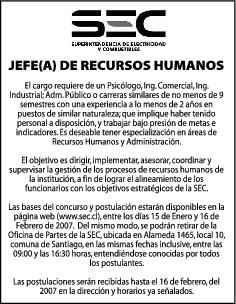 SEC
SUPERINTENDENCIA DE ELECTRICIDAD
Y COMBUSTIBLES
JEFE(A) DE RECURSOS HUMANOS
El cargo requiere de un Psicólogo, Ing. Comercial, Ing.
Industrial; Adm. Público o carreras similares de no menos de 9
semestres con una experiencia a lo menos de 2 años en
puestos de similar naturaleza; que implique haber tenido
personal a disposición, y trabajar bajo presión de metas e
indicadores. Es deseable tener especialización en áreas de
Recursos Humanos y Administración.
El objetivo es dirigir, implementar, asesorar, coordinar y
supervisar la gestión de los procesos de recursos humanos de
la institución, a fin de lograr el alineamiento de los
funcionarios con los objetivos estratégicos de la SEC.
Las bases del concurso y postulación estarán disponibles en la
página web (www.sec.cl), entre los días 15 de Enero y 16 de
Febrero de 2007. Del mismo modo, se podrán retirar de la
Oficina de Partes de la SEC, ubicada en Alameda 1465, local 10,
comuna de Santiago, en las mismas fechas inclusive, entre las
09:00 y las 16:30 horas, entendiéndose conocidas por todos
los postulantes.
Las postulaciones serán recibidas hasta el 16 de febrero, del
2007 en la dirección y horarios ya señalados.